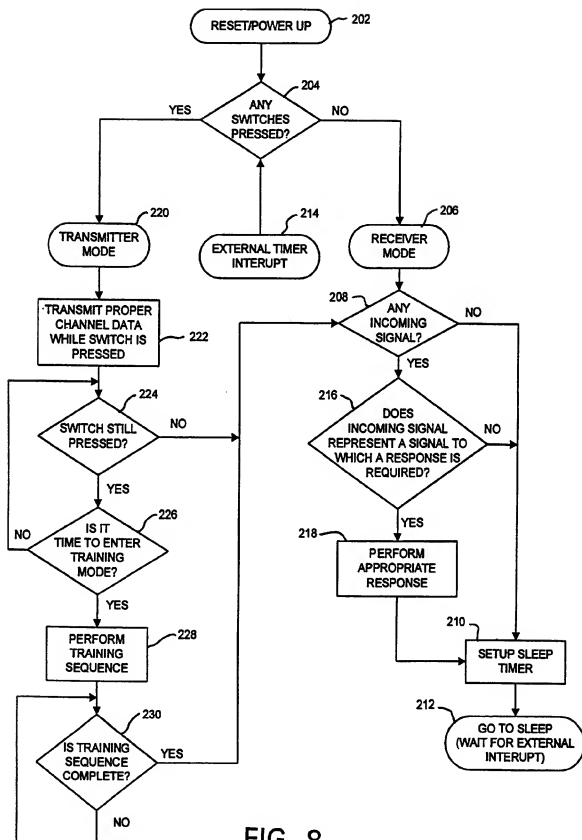 RESET/POWER UP
202
204
YES
ANY
SWITCHES
PRESSED?
NO
220
TRANSMITTER
MODE
214
EXTERNAL TIMER
INTERUPT
206
RECEIVER
MODE
TRANSMIT PROPER
CHANNEL DATA
WHILE SWITCH IS
PRESSED
222
208
ANY
INCOMING
SIGNAL?
NO
YES
224
SWITCH STILL
PRESSED?
NO
YES
216
DOES
INCOMING SIGNAL
REPRESENT A SIGNAL TO
WHICH A RESPONSE IS
REQUIRED?
NO
YES
226
NO
IS IT
TIME TO ENTER
TRAINING
MODE?
YES
218
PERFORM
APPROPRIATE
RESPONSE
PERFORM
TRAINING
SEQUENCE
228
210
SETUP SLEEP
TIMER
230
IS TRAINING
SEQUENCE
COMPLETE?
YES
NO
212
GO TO SLEEP
(WAIT FOR EXTERNAL
INTERUPT)
FIG. 8